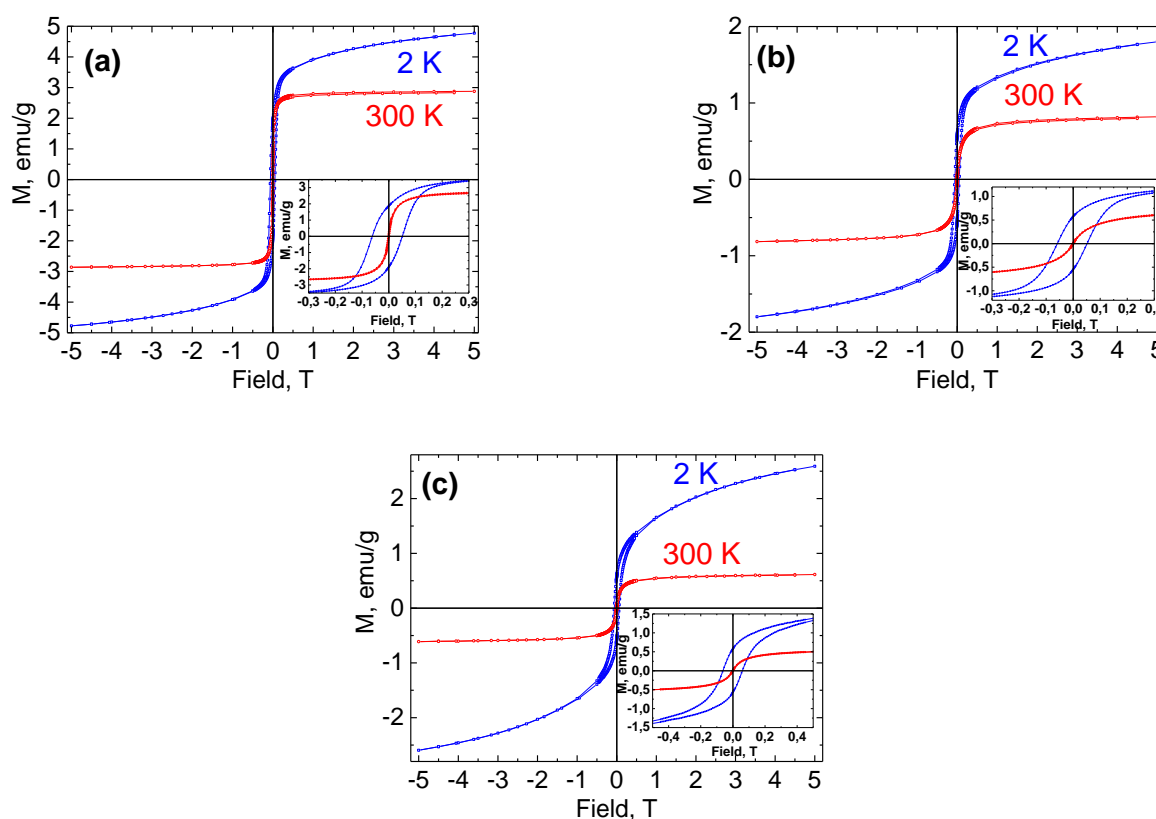 (a)
2 K
300 K
M, emu/g
5
4
3
2
1
0
-1
-2
-3
-4
-5
-5 -4 -3 -2 -1 0 1 2 3 4 5
Field, T
M, emu/g
3
2
1
0
-1
-2
-3
-0,3 -0,2 -0,1 0,0 0,1 0,2 0,3
Field, T
(b)
2 K
300 K
M, emu/g
2
1
0
-1
-2
-5 -4 -3 -2 -1 0 1 2 3 4 5
Field, T
M, emu/g
1,0
0,5
0,0
-0,5
-1,0
-0,3 -0,2 -0,1 0,0 0,1 0,2 0,3
Field, T
(c)
2 K
300 K
M, emu/g
2
1
0
-1
-2
-5 -4 -3 -2 -1 0 1 2 3 4 5
Field, T
M, emu/g
1,5
1,0
0,5
0,0
-0,5
-1,0
-1,5
-0,4 -0,2 0,0 0,2 0,4
Field, T